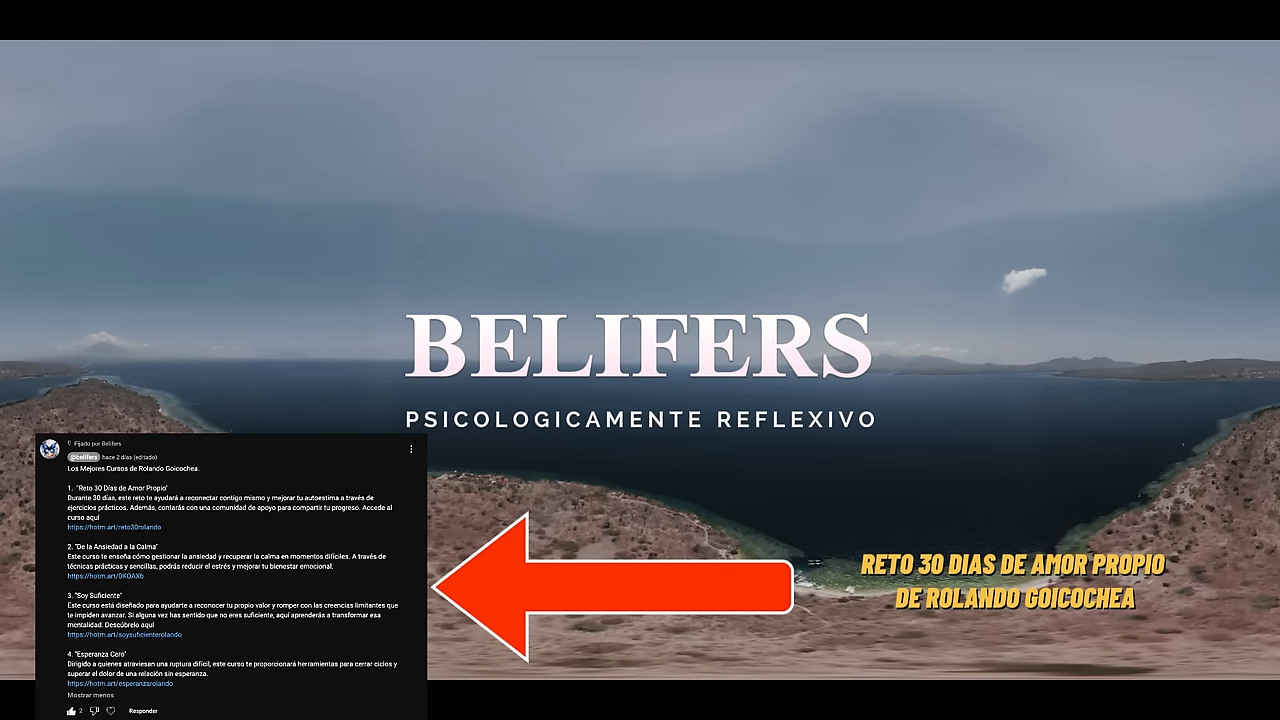 BELIFERS
PSICOLOGICAMENTE REFLEXIVO
Fijado por Belifers
@belifers hace 2 días (editado)
Los Mejores Cursos de Rolando Goicochea.
1. "Reto 30 Días de Amor Propio"
Durante 30 días, este reto te ayudará a reconectar contigo mismo y mejorar tu autoestima a través de
ejercicios prácticos. Además, contarás con una comunidad de apoyo para compartir tu progreso. Accede al
curso aquí
https://hotm.art/reto30rolando
2. "De la Ansiedad a la Calma"
Este curso te enseña cómo gestionar la ansiedad y recuperar la calma en momentos difíciles. A través de
técnicas prácticas y sencillas, podrás reducir el estrés y mejorar tu bienestar emocional.
https://hotm.art/0KOAXb
3. "Soy Suficiente"
Este curso está diseñado para ayudarte a reconocer tu propio valor y romper con las creencias limitantes que
te impiden avanzar. Si alguna vez has sentido que no eres suficiente, aquí aprenderás a transformar esa
mentalidad. Descúbrelo aquí
https://hotm.art/soysuficienterolando
4. "Esperanza Cero"
Dirigido a quienes atraviesan una ruptura difícil, este curso te proporcionará herramientas para cerrar ciclos y
superar el dolor de una relación sin esperanza.
https://hotm.art/esperanzarolando
Mostrar menos
2 Responder
RETO 30 DIAS DE AMOR PROPIO
DE ROLANDO GOICOCHEA